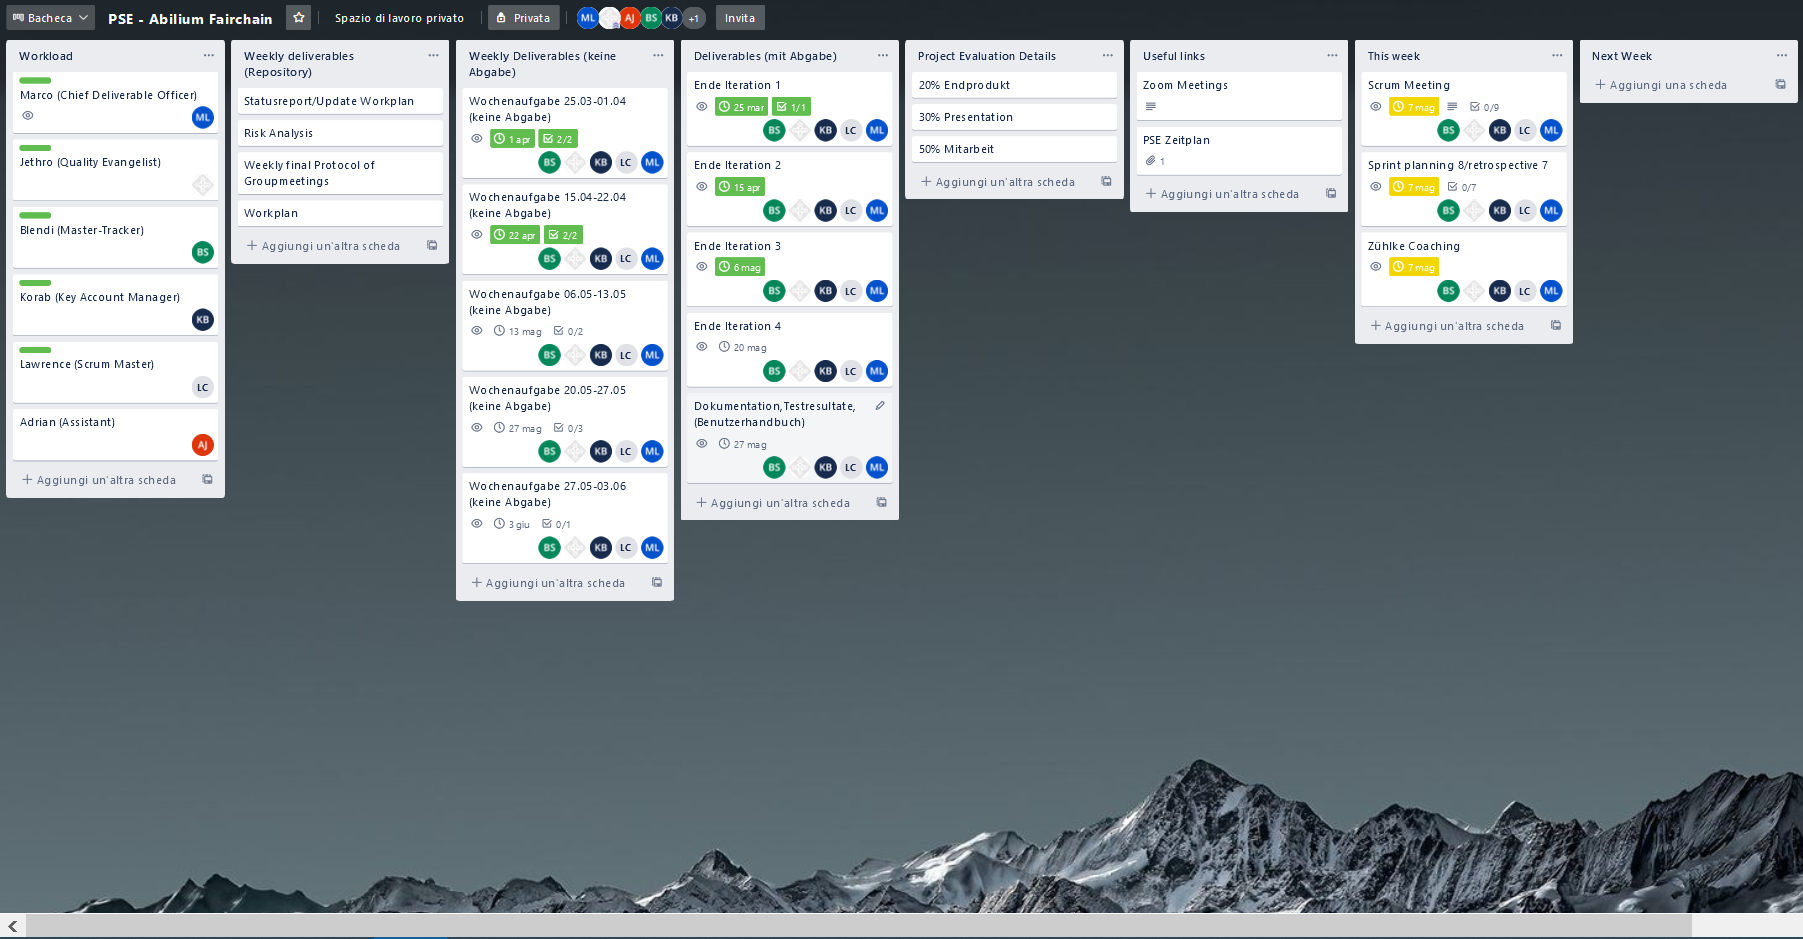 Bacheca
PSE - Abilium Fairchain
Spazio di lavoro privato
Privata
ML
AJ
BS
KB
+1
Invita
Workload
Marco (Chief Deliverable Officer)
ML
Jethro (Quality Evangelist)
Blendi (Master-Tracker)
BS
Korab (Key Account Manager)
KB
Lawrence (Scrum Master)
LC
Adrian (Assistant)
AJ
Aggiungi un'altra scheda
Weekly deliverables
(Repository)
Statusreport/Update Workplan
Risk Analysis
Weekly final Protocol of
Groupmeetings
Workplan
Aggiungi un'altra scheda
Weekly Deliverables (keine
Abgabe)
Wochenaufgabe 25.03-01.04
(keine Abgabe)
1 apr 2/2
BS KB LC ML
Wochenaufgabe 15.04-22.04
(keine Abgabe)
22 apr 2/2
BS KB LC ML
Wochenaufgabe 06.05-13.05
(keine Abgabe)
13 mag 0/2
BS KB LC ML
Wochenaufgabe 20.05-27.05
(keine Abgabe)
27 mag 0/3
BS KB LC ML
Wochenaufgabe 27.05-03.06
(keine Abgabe)
3 giu 0/1
BS KB LC ML
Aggiungi un'altra scheda
Deliverables (mit Abgabe)
Ende Iteration 1
25 mar 1/1
BS KB LC ML
Ende Iteration 2
15 apr
BS KB LC ML
Ende Iteration 3
6 mag
BS KB LC ML
Ende Iteration 4
20 mag
BS KB LC ML
Dokumentation,Testresultate,
(Benutzerhandbuch)
27 mag
BS KB LC ML
Aggiungi un'altra scheda
Project Evaluation Details
20% Endprodukt
30% Presentation
50% Mitarbeit
Aggiungi un'altra scheda
Useful links
Zoom Meetings
PSE Zeitplan
1
Aggiungi un'altra scheda
This week
Scrum Meeting
7 mag 0/9
BS KB LC ML
Sprint planning 8/retrospective 7
7 mag 0/7
BS KB LC ML
Zühlke Coaching
7 mag
BS KB LC ML
Aggiungi un'altra scheda
Next Week
Aggiungi una scheda